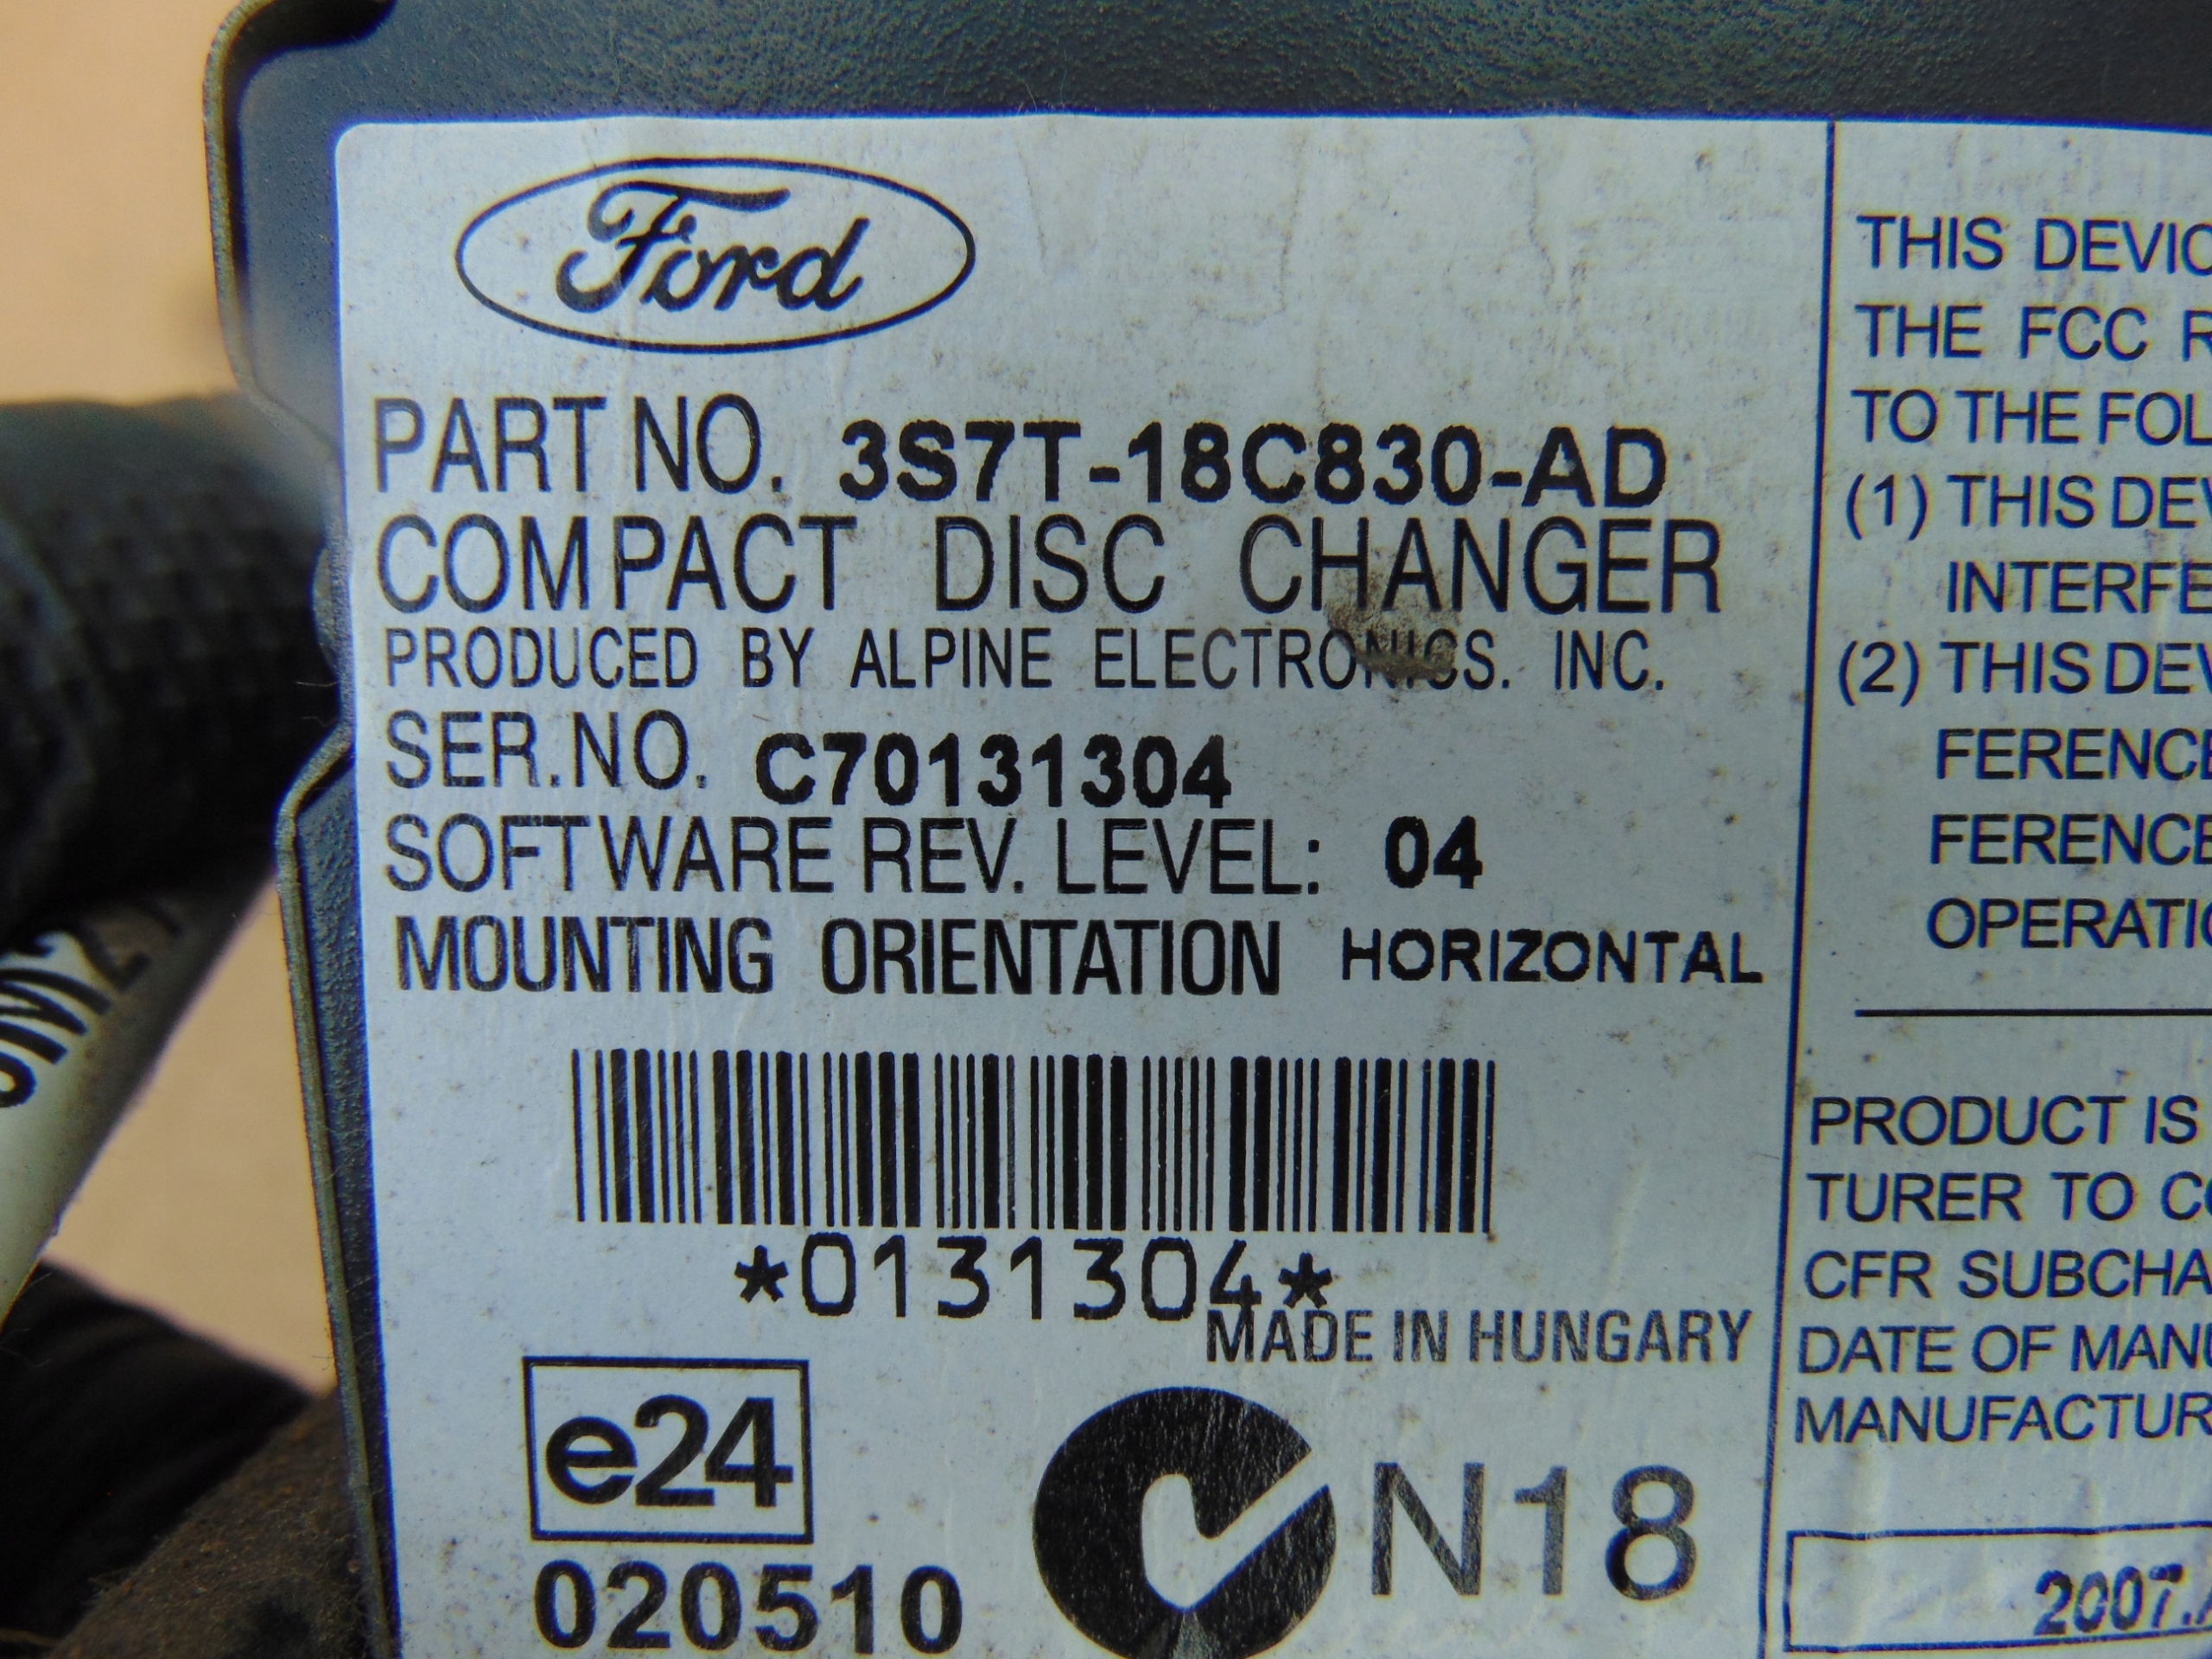 Ford
PART NO. 3S7T-18C830-AD
COMPACT DISC CHANGER
PRODUCED BY ALPINE ELECTRONICS. INC.
SER.NO. C70131304
SOFTWARE REV. LEVEL: 04
MOUNTING ORIENTATION HORIZONTAL
*0131304*
MADE IN HUNGARY
e24
020510
N18
THIS DEVIC
THE FCC R
TO THE FOL
(1) THIS DEV
INTERFE
(2) THIS DEV
FERENCE
FERENCE
OPERATIO
PRODUCT IS
TURER TO CO
CFR SUBCHA
DATE OF MANU
MANUFACTUR
2007.